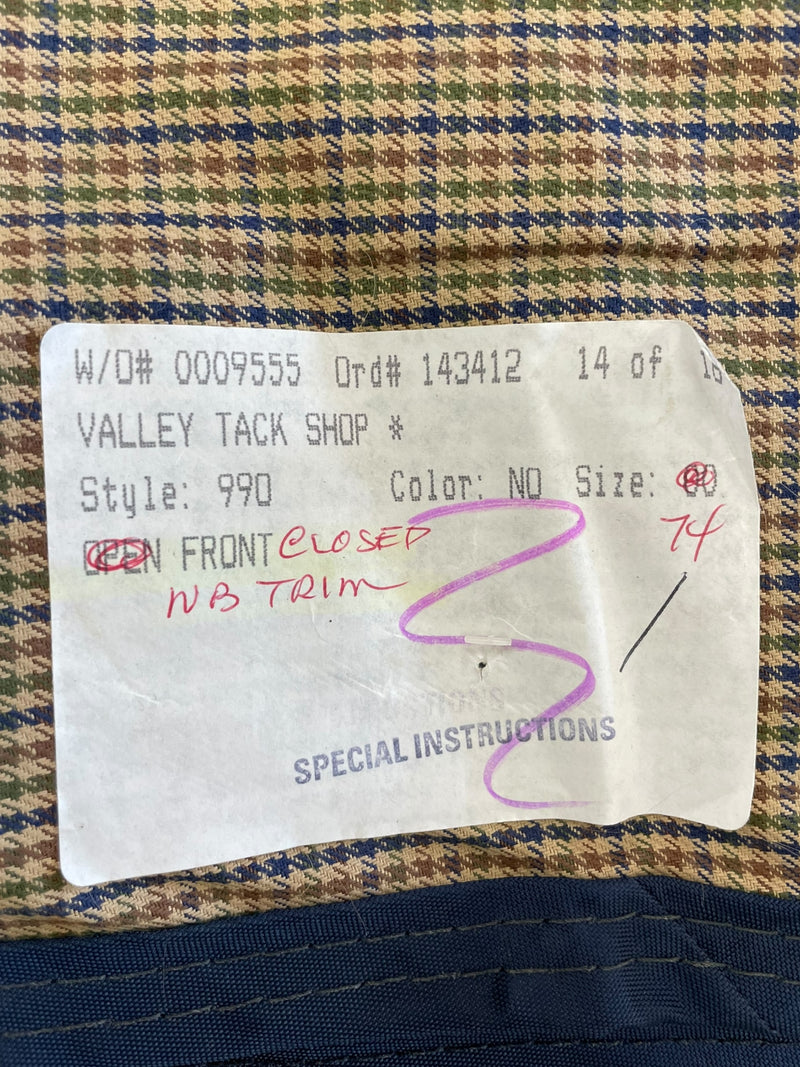 W/O# 0009555 Ord# 143412 14 of
VALLEY TACK SHOP *
Style: 990 Color: NO Size:
OPEN FRONT CLOSED
74
NB TRIM
SPECIAL INSTRUCTIONS